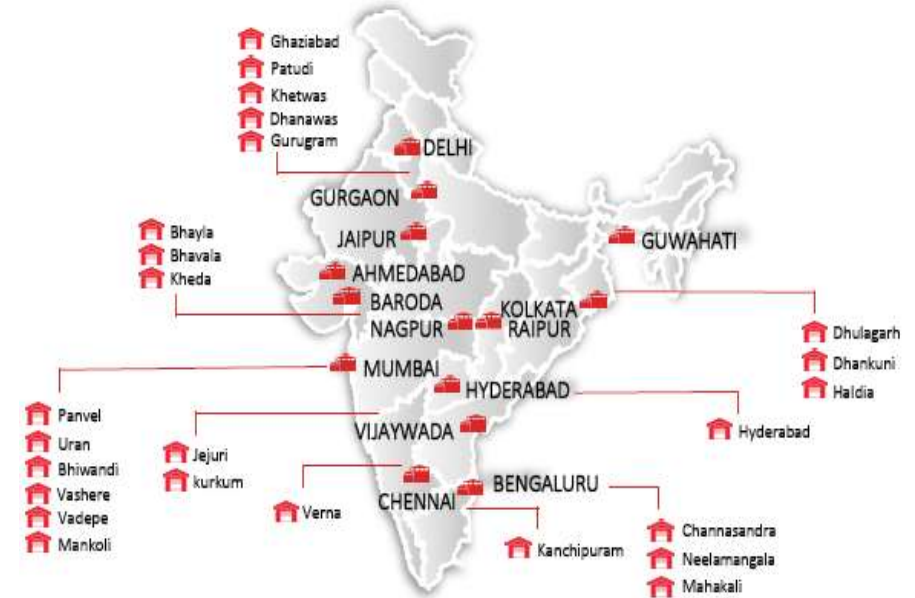 Ghaziabad
Patudi
Khetwas
Dhanawas
Gurugram
DELHI
GURGAON
JAIPUR
GUWAHATI
Bhayla
Bhavala
Kheda
AHMEDABAD
BARODA
NAGPUR
KOLKATA
RAIPUR
Dhulagarh
Dhankuni
Haldia
MUMBAI
HYDERABAD
Hyderabad
Panvel
Uran
Bhiwandi
Vashere
Vadepe
Mankoli
Jejuri
kurkum
VIJAYWADA
Verna
CHENNAI
BENGALURU
Kanchipuram
Channasandra
Neelamangala
Mahakali